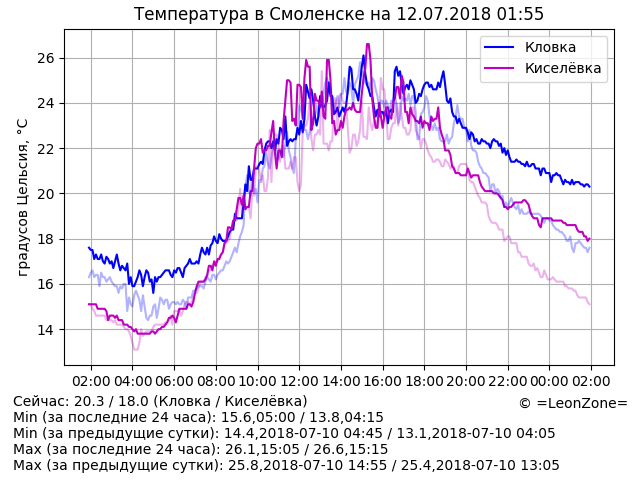 Температура в Смоленске на 12.07.2018 01:55
градусов Цельсия, °C
26
24
22
20
18
16
14
Кловка
Киселёвка
02:00 04:00 06:00 08:00 10:00 12:00 14:00 16:00 18:00 20:00 22:00 00:00 02:00
Сейчас: 20.3 / 18.0 (Кловка / Киселёвка)
© =LeonZone=
Min (за последние 24 часа): 15.6,05:00 / 13.8,04:15
Min (за предыдущие сутки): 14.4,2018-07-10 04:45 / 13.1,2018-07-10 04:05
Max (за последние 24 часа): 26.1,15:05 / 26.6,15:15
Max (за предыдущие сутки): 25.8,2018-07-10 14:55 / 25.4,2018-07-10 13:05